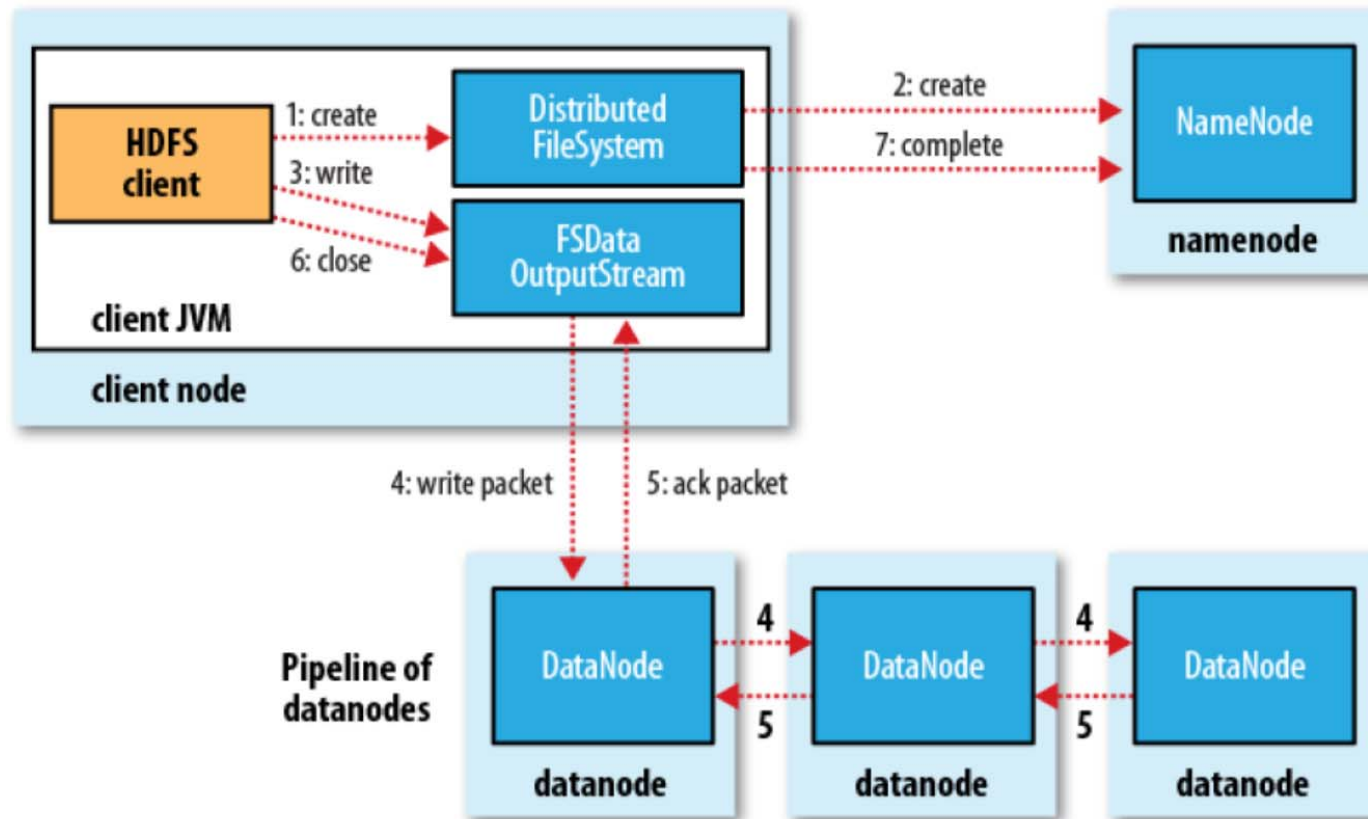 HDFS
client
1: create
3: write
6: close
Distributed
FileSystem
FSData
OutputStream
client JVM
client node
2: create
7: complete
NameNode
namenode
4: write packet
5: ack packet
Pipeline of
datanodes
DataNode
datanode
4
5
DataNode
datanode
4
5
DataNode
datanode